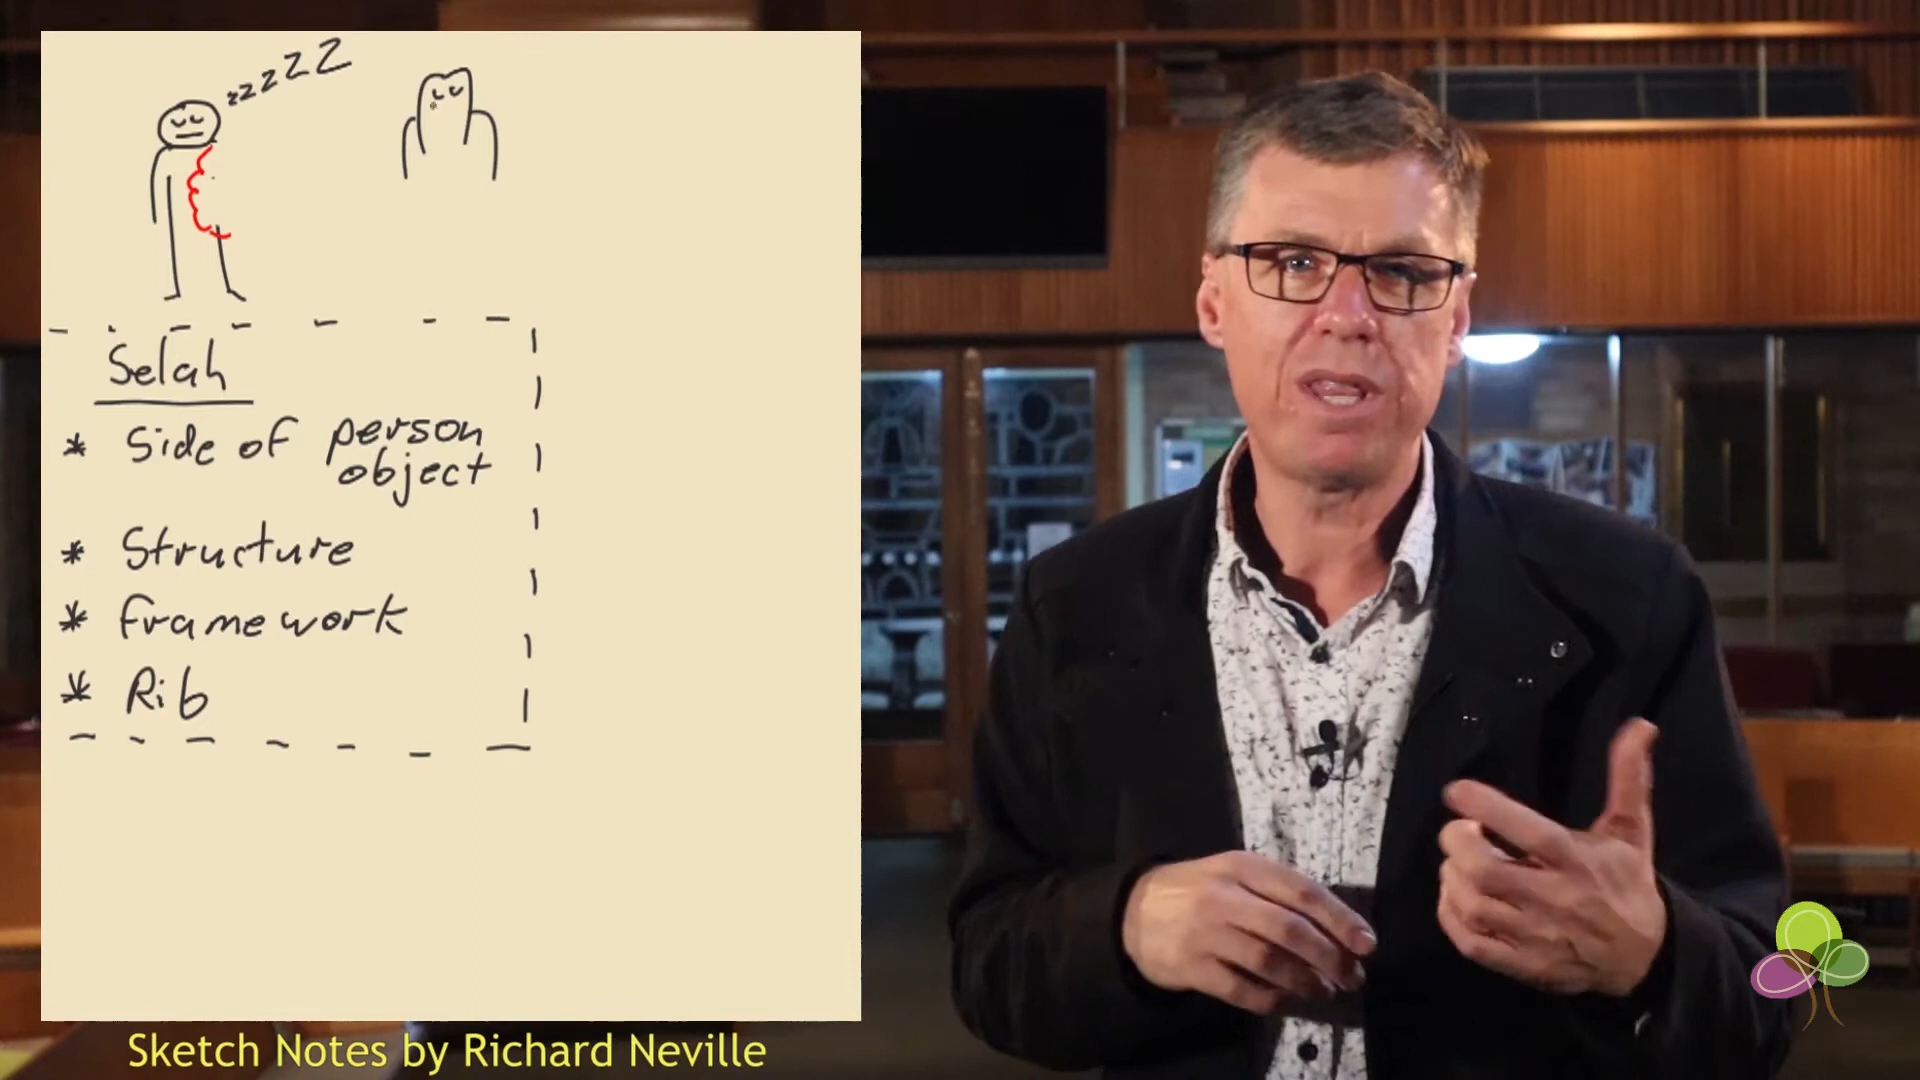 zzzZZ
Selah
* Side of person
object
* Structure
* framework
* Rib
Sketch Notes by Richard Neville